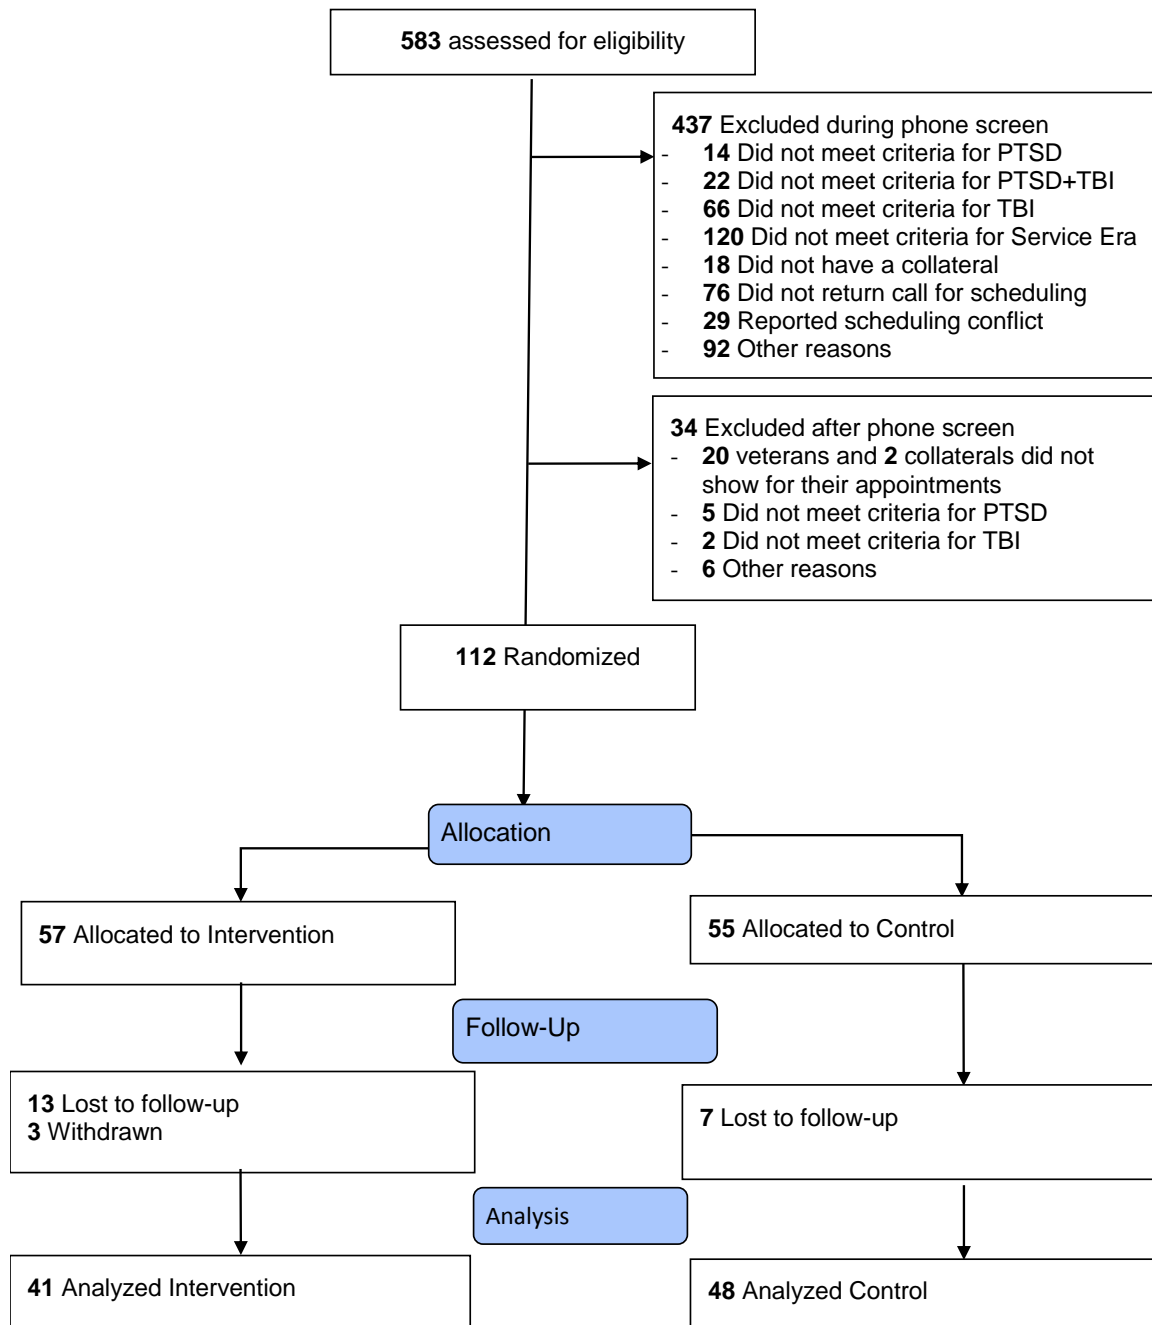 583 assessed for eligibility
437 Excluded during phone screen
- 14 Did not meet criteria for PTSD
- 22 Did not meet criteria for PTSD+TBI
- 66 Did not meet criteria for TBI
- 120 Did not meet criteria for Service Era
- 18 Did not have a collateral
- 76 Did not return call for scheduling
- 29 Reported scheduling conflict
- 92 Other reasons
34 Excluded after phone screen
- 20 veterans and 2 collaterals did not
show for their appointments
- 5 Did not meet criteria for PTSD
- 2 Did not meet criteria for TBI
- 6 Other reasons
112 Randomized
Allocation
57 Allocated to Intervention
55 Allocated to Control
Follow-Up
13 Lost to follow-up
3 Withdrawn
7 Lost to follow-up
Analysis
41 Analyzed Intervention
48 Analyzed Control